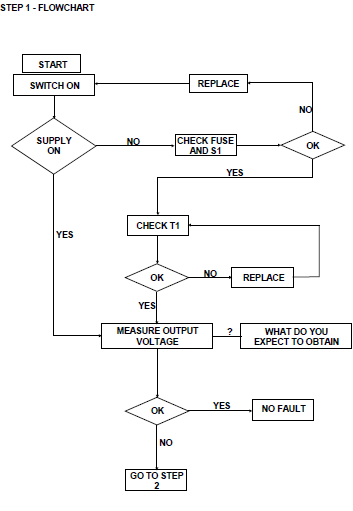 STEP 1 - FLOWCHART
START
SWITCH ON
REPLACE
NO
SUPPLY
ON
NO
CHECK FUSE
AND S1
OK
YES
CHECK T1
YES
OK
NO
REPLACE
YES
MEASURE OUTPUT
VOLTAGE
?
WHAT DO YOU
EXPECT TO OBTAIN
OK
YES
NO FAULT
NO
GO TO STEP
2